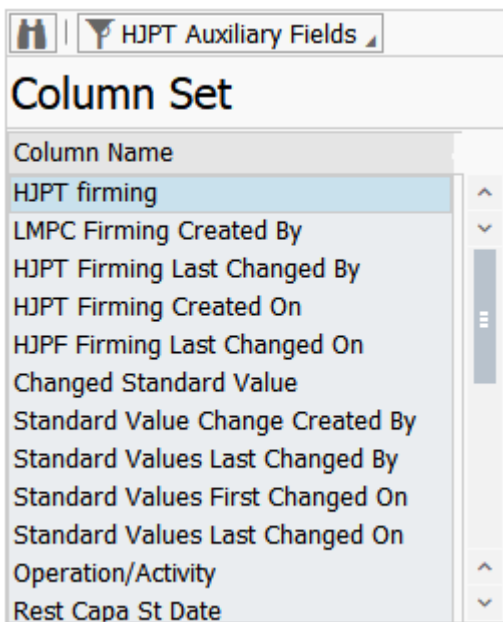 HJPT Auxiliary Fields
Column Set
Column Name
HJPT firming
LMPC Firming Created By
HJPT Firming Last Changed By
HJPT Firming Created On
HJPF Firming Last Changed On
Changed Standard Value
Standard Value Change Created By
Standard Values Last Changed By
Standard Values First Changed On
Standard Values Last Changed On
Operation/Activity
Rest Capa St Date